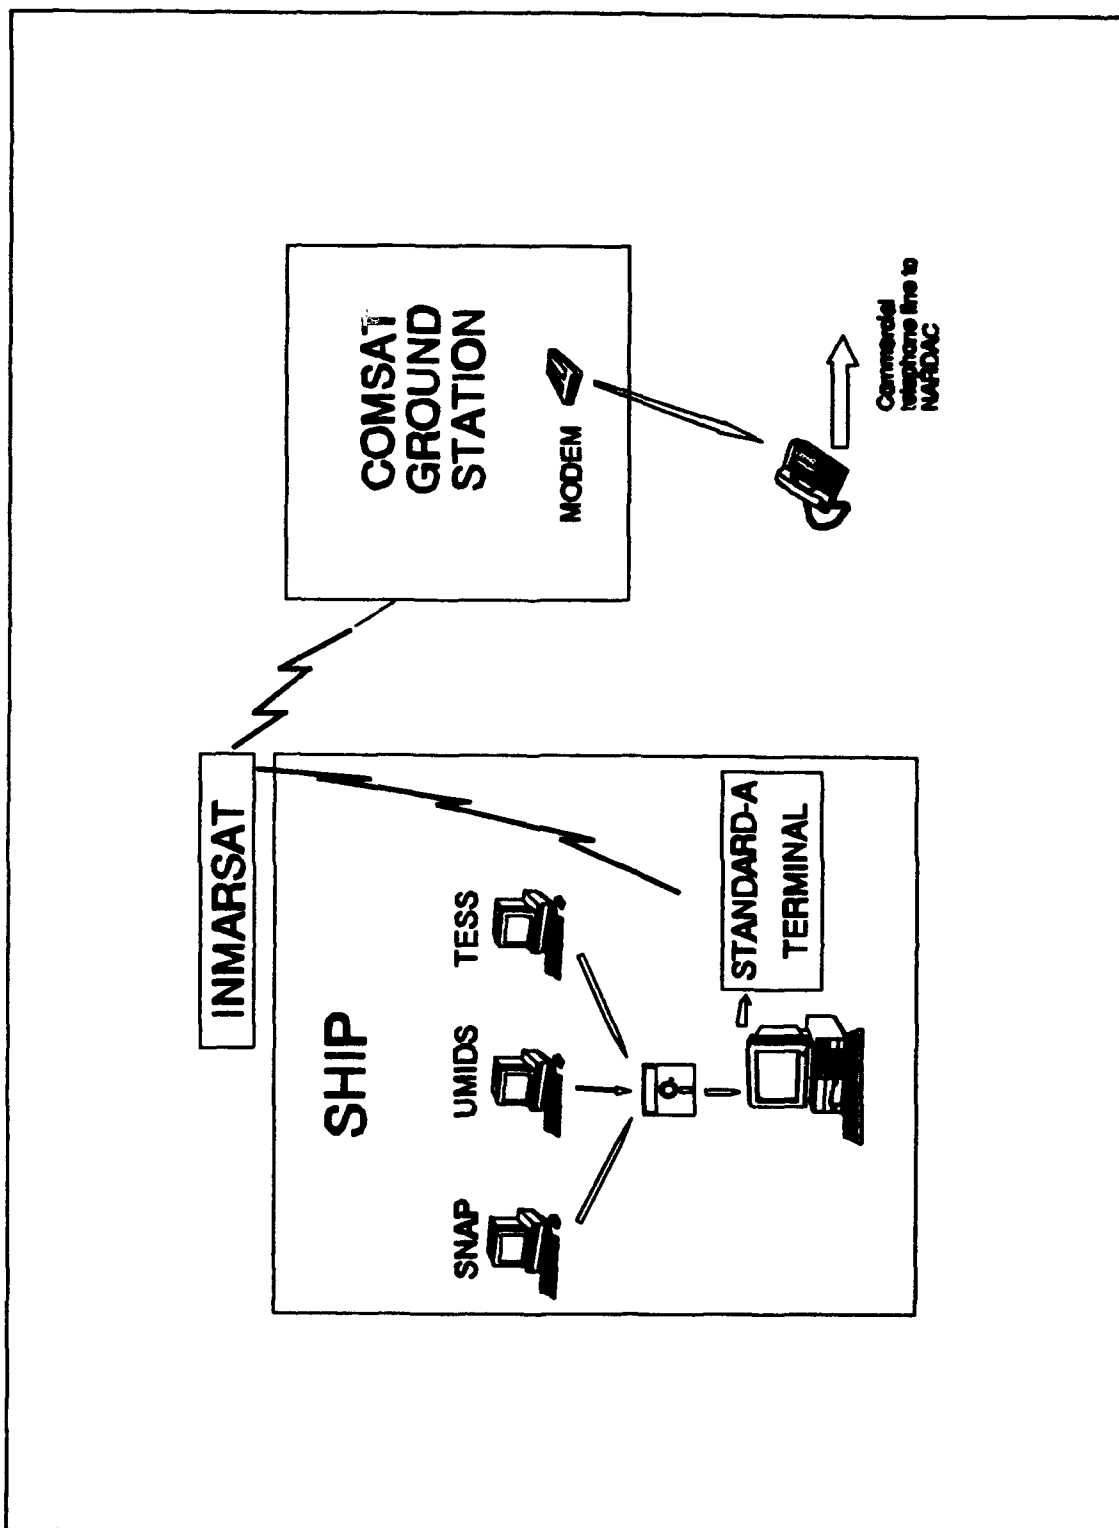 INMARSAT
SHIP
SNAP
UMIDS
TESS
STANDARD-A
TERMINAL
COMSAT
GROUND
STATION
MODEM
Commercial
telephone line to
NARDAC